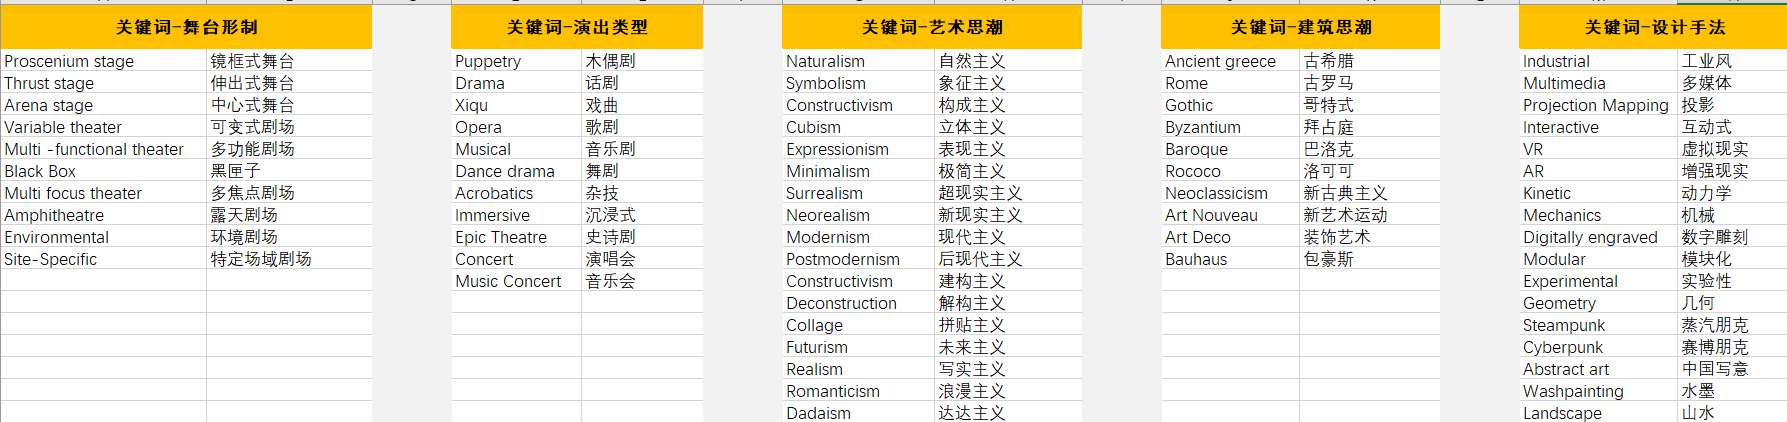 关键词-舞台形制 关键词-演出类型 关键词-艺术思潮 关键词-建筑思潮 关键词-设计手法
Proscenium stage 镜框式舞台 Puppetry 木偶剧 Naturalism 自然主义 Ancient greece 古希腊 Industrial 工业风
Thrust stage 伸出式舞台 Drama 话剧 Symbolism 象征主义 Rome 古罗马 Multimedia 多媒体
Arena stage 中心式舞台 Xiqu 戏曲 Constructivism 构成主义 Gothic 哥特式 Projection Mapping 投影
Variable theater 可变式剧场 Opera 歌剧 Cubism 立体主义 Byzantium 拜占庭 Interactive 互动式
Multi -functional theater 多功能剧场 Musical 音乐剧 Expressionism 表现主义 Baroque 巴洛克 VR 虚拟现实
Black Box 黑匣子 Dance drama 舞剧 Minimalism 极简主义 Rococo 洛可可 AR 增强现实
Multi focus theater 多焦点剧场 Acrobatics 杂技 Surrealism 超现实主义 Neoclassicism 新古典主义 Kinetic 动力学
Amphitheatre 露天剧场 Immersive 沉浸式 Neorealism 新现实主义 Art Nouveau 新艺术运动 Mechanics 机械
Environmental 环境剧场 Epic Theatre 史诗剧 Modernism 现代主义 Art Deco 装饰艺术 Digitally engraved 数字雕刻
Site-Specific 特定场域剧场 Concert 演唱会 Postmodernism 后现代主义 Bauhaus 包豪斯 Modular 模块化
Music Concert 音乐会 Constructivism 建构主义 Experimental 实验性
Deconstruction 解构主义 Geometry 几何
Collage 拼贴主义 Steampunk 蒸汽朋克
Futurism 未来主义 Cyberpunk 赛博朋克
Realism 写实主义 Abstract art 中国写意
Romanticism 浪漫主义 Washpainting 水墨
Dadaism 达达主义 Landscape 山水